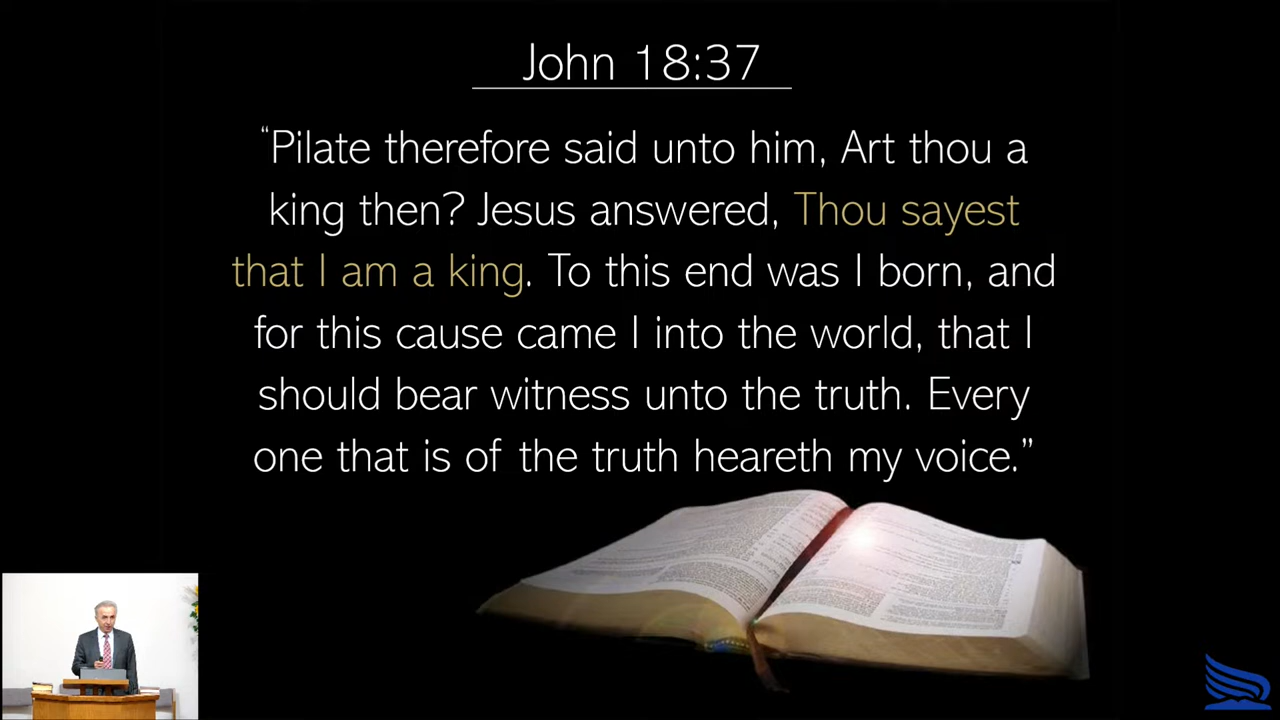 John 18:37
“Pilate therefore said unto him, Art thou a
king then? Jesus answered, Thou sayest
that I am a king. To this end was I born, and
for this cause came I into the world, that I
should bear witness unto the truth. Every
one that is of the truth heareth my voice.”